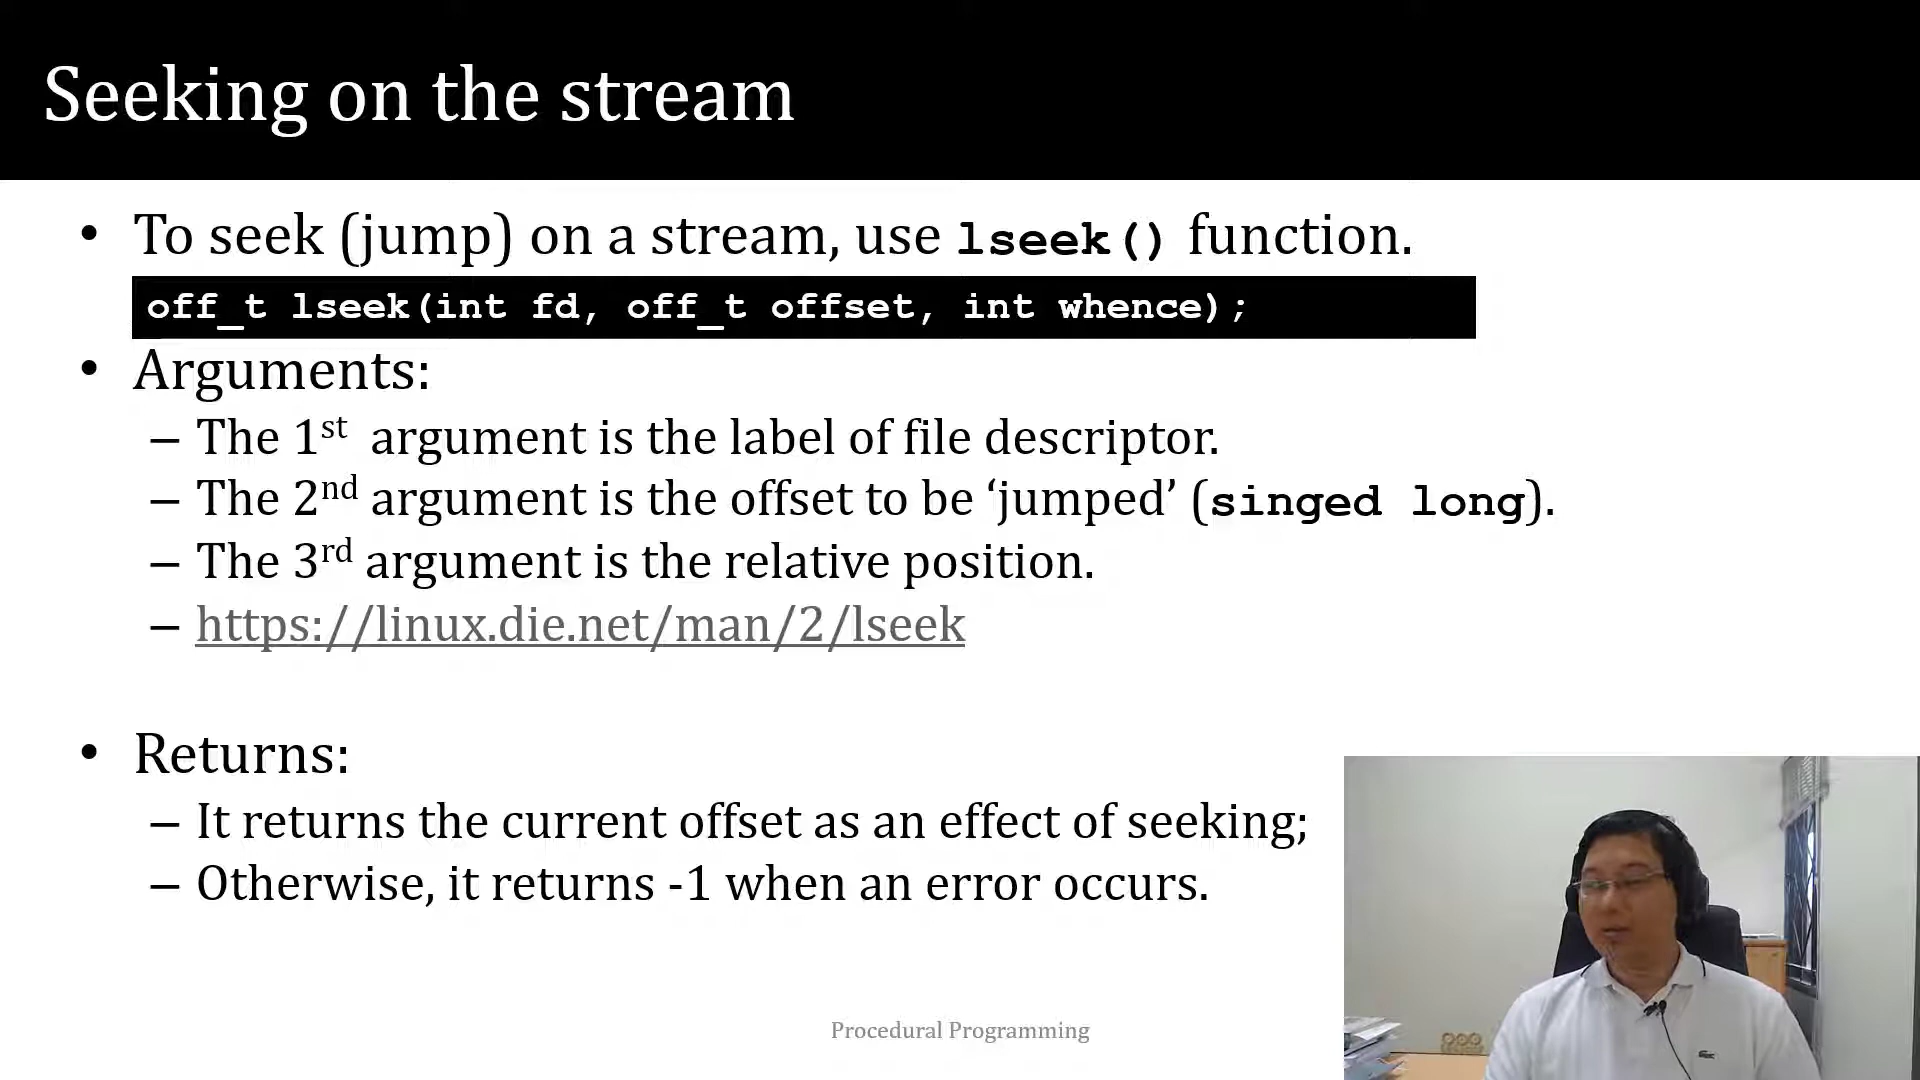 Seeking on the stream
• To seek (jump) on a stream, use lseek() function.
off_t lseek(int fd, off_t offset, int whence);
• Arguments:
– The 1st argument is the label of file descriptor.
– The 2nd argument is the offset to be ‘jumped’ (singed long).
– The 3rd argument is the relative position.
– https://linux.die.net/man/2/lseek
• Returns:
– It returns the current offset as an effect of seeking;
– Otherwise, it returns -1 when an error occurs.
Procedural Programming